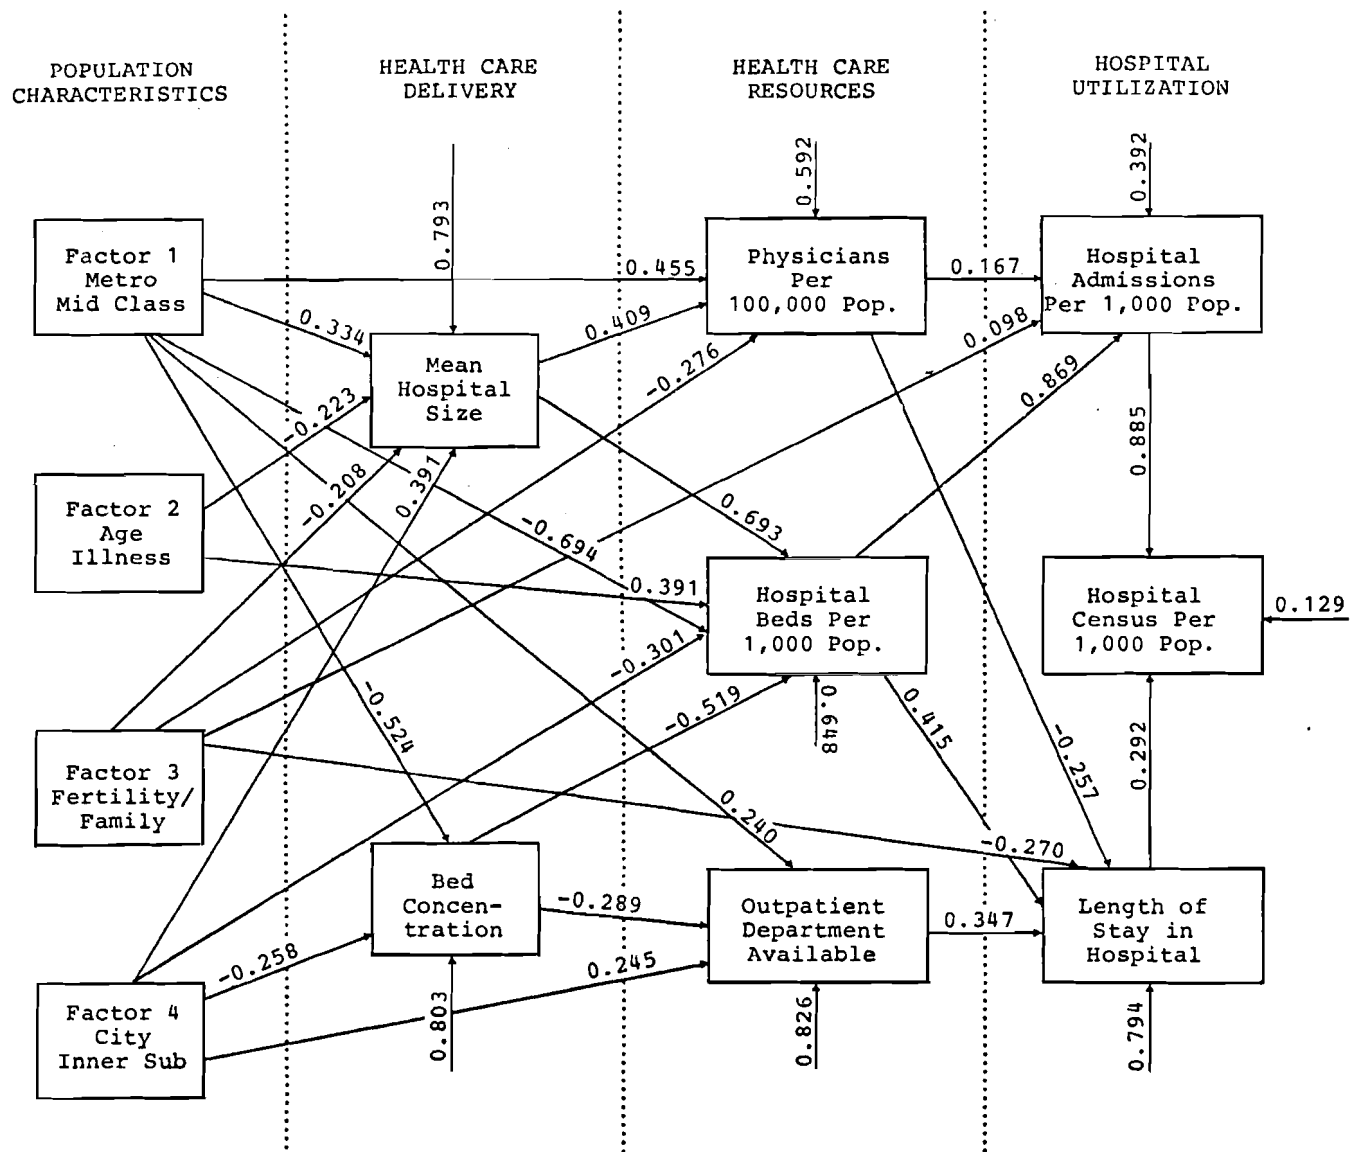 POPULATION
CHARACTERISTICS
HEALTH CARE
DELIVERY
HEALTH CARE
RESOURCES
HOSPITAL
UTILIZATION
0.793
0.592
0.392
Factor 1
Metro
Mid Class
0.455
0.334
0.409
-0.276
Physicians
Per
100,000 Pop.
0.167
0.098
Hospital
Admissions
Per 1,000 Pop.
Mean
Hospital
Size
-0.223
-0.208
0.391
0.869
0.885
Factor 2
Age
Illness
-0.694
0.693
0.391
-0.301
Hospital
Beds Per
1,000 Pop.
Hospital
Census Per
1,000 Pop.
0.129
-0.524
-0.519
0.648
0.415
-0.257
0.292
Factor 3
Fertility/
Family
0.240
-0.270
Bed
Concen-
tration
-0.289
Outpatient
Department
Available
0.347
Length of
Stay in
Hospital
-0.258
0.245
Factor 4
City
Inner Sub
0.803
0.826
0.794